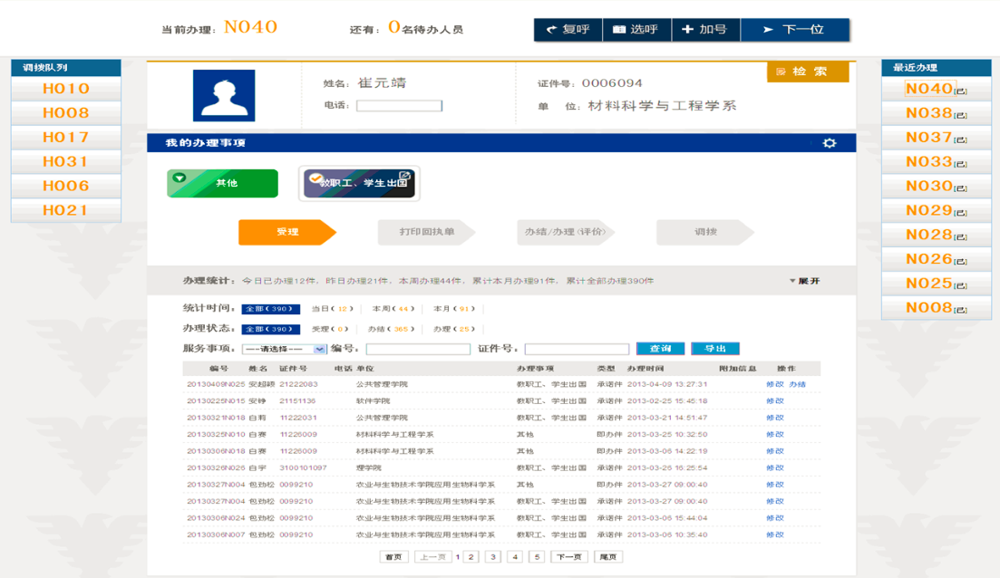 当前办理: N040 还有: 0名待办人员 复呼 选呼 加号 下一位
调拨队列
H010
H008
H017
H031
H006
H021
姓名: 崔元靖 证件号: 0006094 检 索
电话: 单 位: 材料科学与工程学系
我的办理事项
其他 教职工、学生出国
受理 打印回执单 办结/办理(评价) 调拨
办理统计: 今日已办理12件, 昨日办理21件, 本周办理44件, 累计本月办理91件, 累计全部办理390件 ▼展开
统计时间: 全部(390) 当日(12) 本周(44) 本月(91)
办理状态: 全部(390) 受理(0) 办结(365) 办理(25)
服务事项: ---请选择--- 编号: 证件号: 查询 导出
编号 姓名 证件号 电话 单位 办理事项 类型 办理时间 附加信息 操作
20130409N025 安超颖 21222083 公共管理学院 教职工、学生出国 承诺件 2013-04-09 13:27:31 修改 办结
20130225N015 安铮 21151136 软件学院 教职工、学生出国 承诺件 2013-02-25 15:45:18 修改
20130321N018 白莉 11222031 公共管理学院 教职工、学生出国 承诺件 2013-03-21 14:51:47 修改
20130325N010 白赛 11226009 材料科学与工程学系 其他 即办件 2013-03-25 10:32:50 修改
20130306N018 白赛 11226009 材料科学与工程学系 其他 即办件 2013-03-06 14:22:19 修改
20130326N026 白宇 3100101097 理学院 教职工、学生出国 承诺件 2013-03-26 16:25:54 修改
20130327N004 包劲松 0099210 农业与生物技术学院应用生物科学系 其他 即办件 2013-03-27 09:00:40 修改
20130327N004 包劲松 0099210 农业与生物技术学院应用生物科学系 教职工、学生出国 承诺件 2013-03-27 09:00:40 修改
20130306N024 包劲松 0099210 农业与生物技术学院应用生物科学系 教职工、学生出国 承诺件 2013-03-06 15:44:04 修改
20130306N007 包劲松 0099210 农业与生物技术学院应用生物科学系 教职工、学生出国 承诺件 2013-03-06 10:35:40 修改
首页 上一页 1 2 3 4 5 下一页 尾页
最近办理
N040[已]
N038[已]
N037[已]
N033[已]
N030[已]
N029[已]
N028[已]
N026[已]
N025[已]
N008[已]